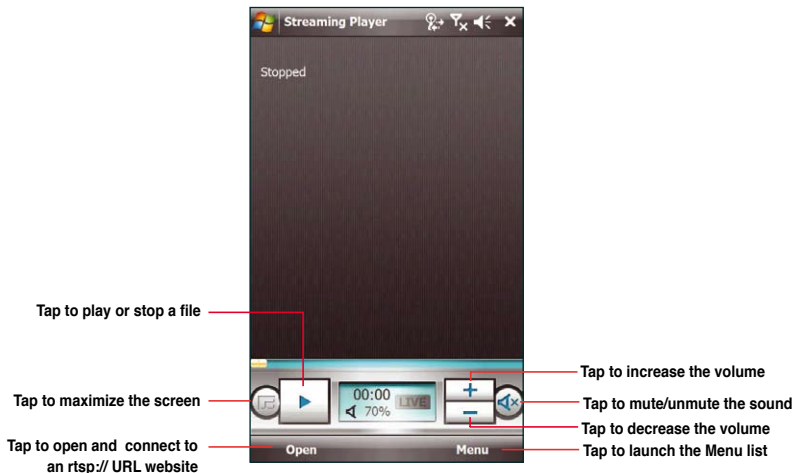 Streaming Player
Stopped
Tap to play or stop a file
Tap to maximize the screen
Tap to open and connect to
an rtsp:// URL website
00:00
70%
LIVE
+
−
Open
Menu
Tap to increase the volume
Tap to mute/unmute the sound
Tap to decrease the volume
Tap to launch the Menu list